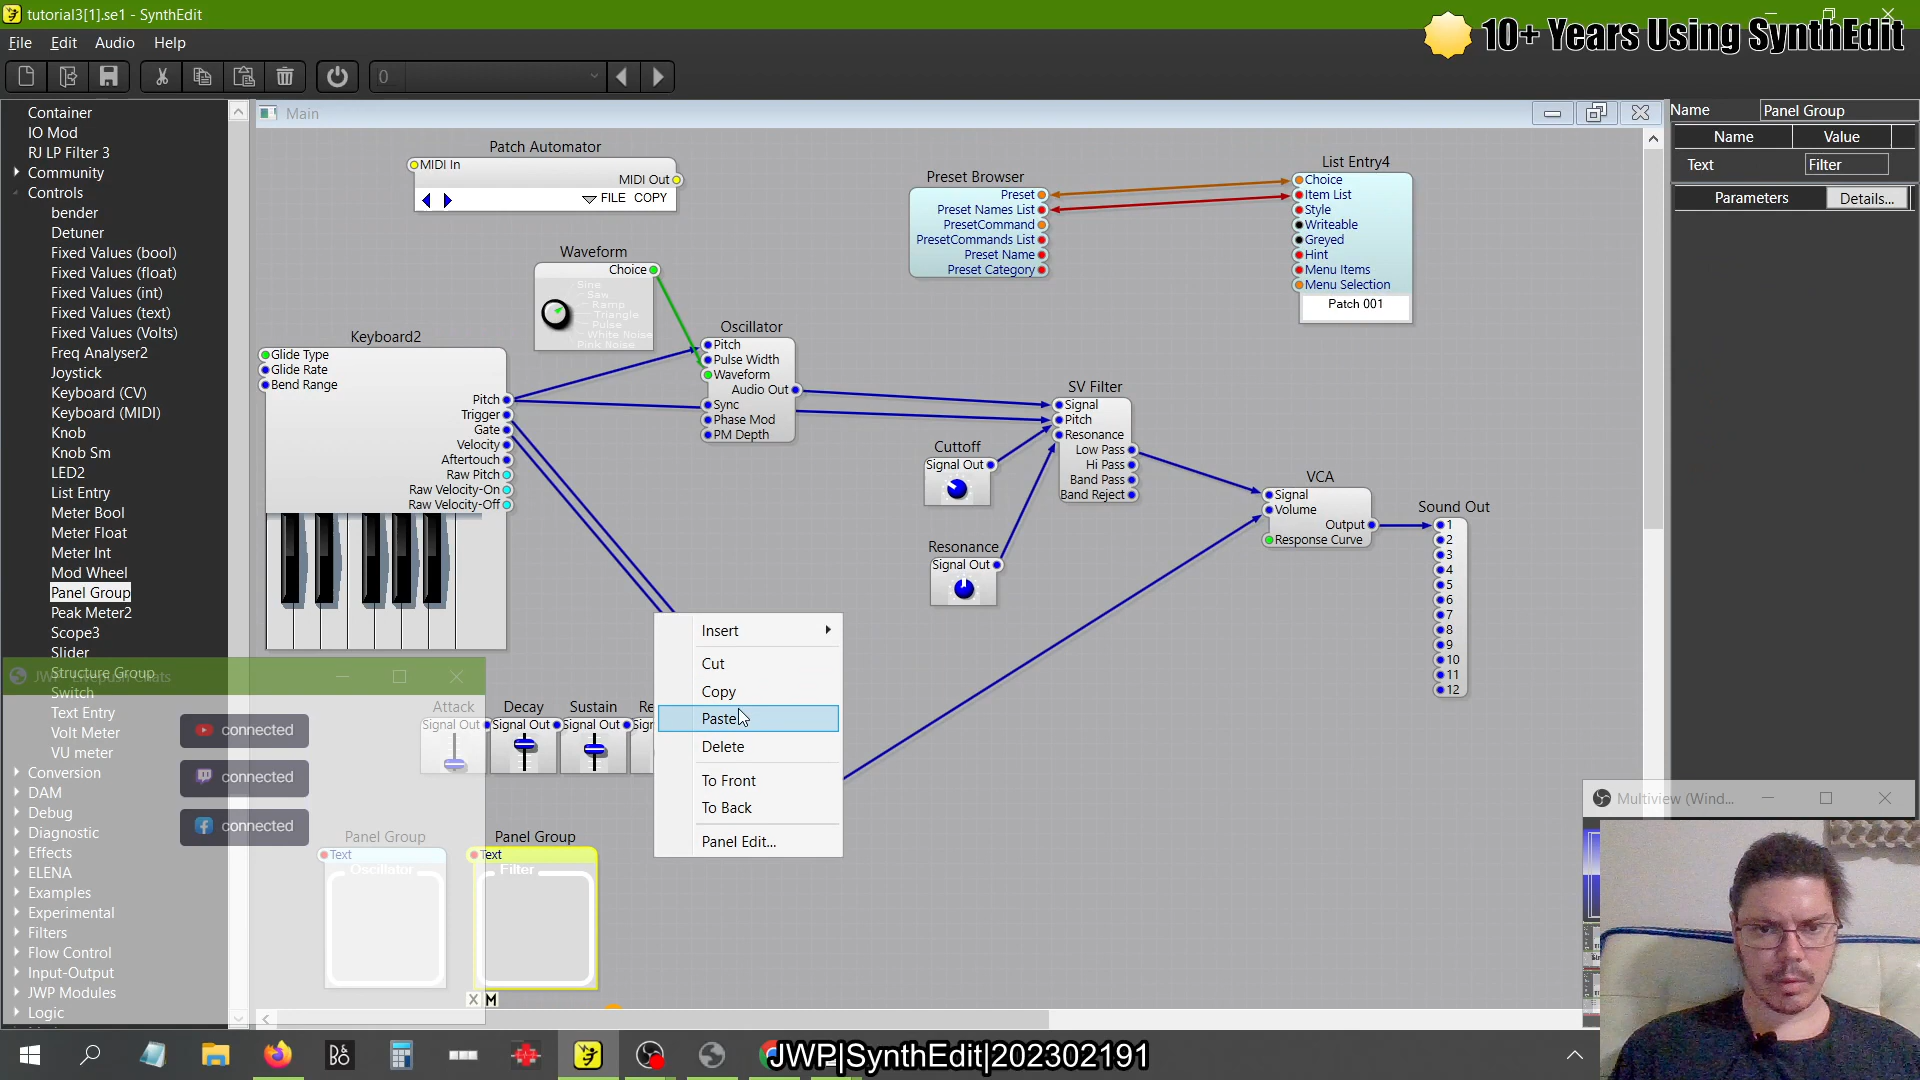 tutorial3[1].se1 - SynthEdit
10+ Years Using SynthEdit
File Edit Audio Help
0
Container
IO Mod
RJ LP Filter 3
Community
Controls
bender
Detuner
Fixed Values (bool)
Fixed Values (float)
Fixed Values (int)
Fixed Values (text)
Fixed Values (Volts)
Freq Analyser2
Joystick
Keyboard (CV)
Keyboard (MIDI)
Knob
Knob Sm
LED2
List Entry
Meter Bool
Meter Float
Meter Int
Mod Wheel
Panel Group
Peak Meter2
Scope3
Slider
Structure Group
Switch
Text Entry
Volt Meter
VU meter
Conversion
DAM
Debug
Diagnostic
Effects
ELENA
Examples
Experimental
Filters
Flow Control
Input-Output
JWP Modules
Logic
connected
connected
connected
Main
Patch Automator
MIDI In
MIDI Out
FILE COPY
Waveform
Choice
Sine
Saw
Ramp
Triangle
Pulse
White Noise
Pink Noise
Keyboard2
Glide Type
Glide Rate
Bend Range
Pitch
Trigger
Gate
Velocity
Aftertouch
Raw Pitch
Raw Velocity-On
Raw Velocity-Off
Oscillator
Pitch
Pulse Width
Waveform
Audio Out
Sync
Phase Mod
PM Depth
Preset Browser
Preset
Preset Names List
PresetCommand
PresetCommands List
Preset Name
Preset Category
List Entry4
Choice
Item List
Style
Writeable
Greyed
Hint
Menu Items
Menu Selection
Patch 001
SV Filter
Signal
Pitch
Resonance
Low Pass
Hi Pass
Band Pass
Band Reject
Cuttoff
Signal Out
Resonance
Signal Out
VCA
Signal
Volume
Output
Response Curve
Sound Out
1
2
3
4
5
6
7
8
9
10
11
12
Attack
Signal Out
Decay
Signal Out
Sustain
Signal Out
Panel Group
Text
Oscillator
Panel Group
Text
Filter
X M
Insert
Cut
Copy
Paste
Delete
To Front
To Back
Panel Edit...
Name Panel Group
Name Value
Text Filter
Parameters Details...
Multiview (Wind...
JWP|SynthEdit|202302191